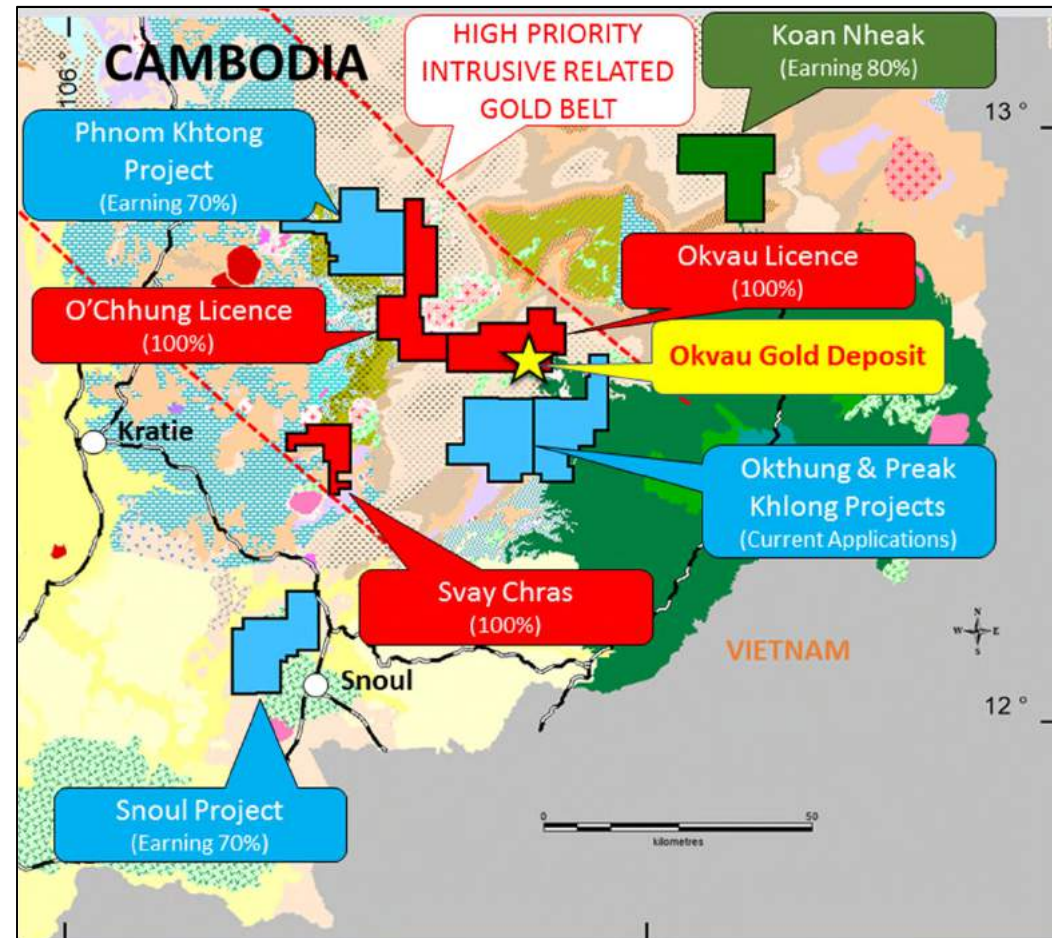 CAMBODIA
106.°
HIGH PRIORITY
INTRUSIVE RELATED
GOLD BELT
Koan Nheak
(Earning 80%)
13 °
Phnom Khtong
Project
(Earning 70%)
Okvau Licence
(100%)
O'Chhung Licence
(100%)
Okvau Gold Deposit
Kratie
Okthung & Preak
Khlong Projects
(Current Applications)
Svay Chras
(100%)
N
W E
S
VIETNAM
Snoul
12 °
Snoul Project
(Earning 70%)
0 50
kilometres